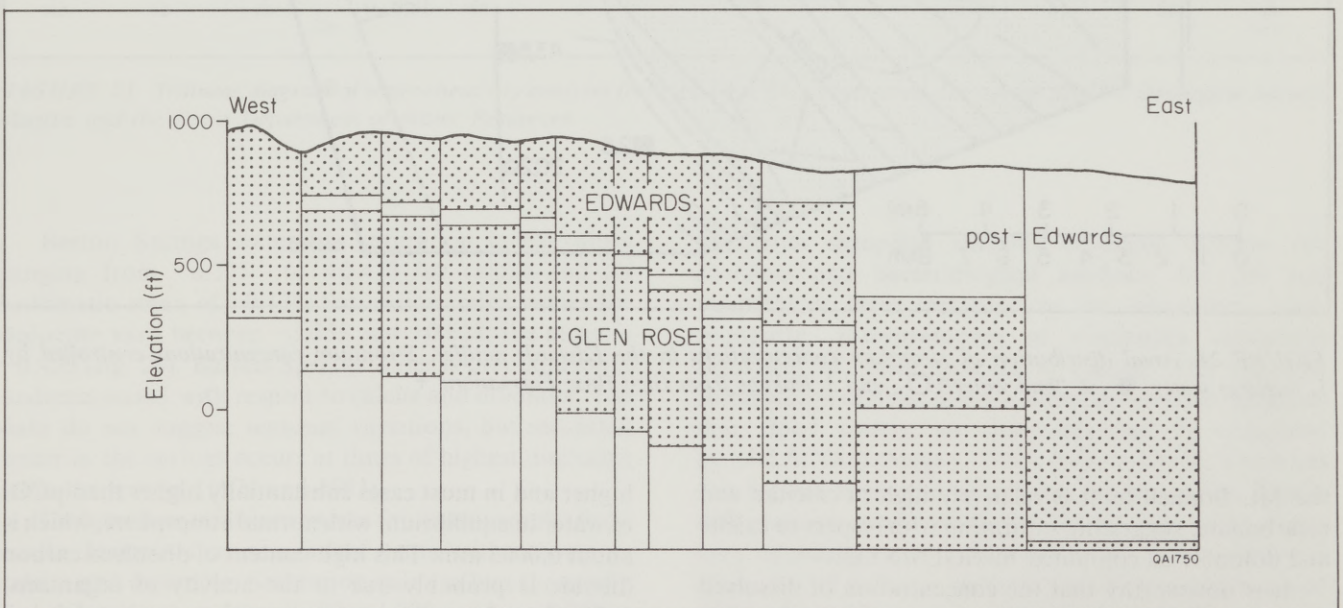 West
East
1000
500
0
Elevation (ft)
EDWARDS
GLEN ROSE
post-Edwards
QA1750